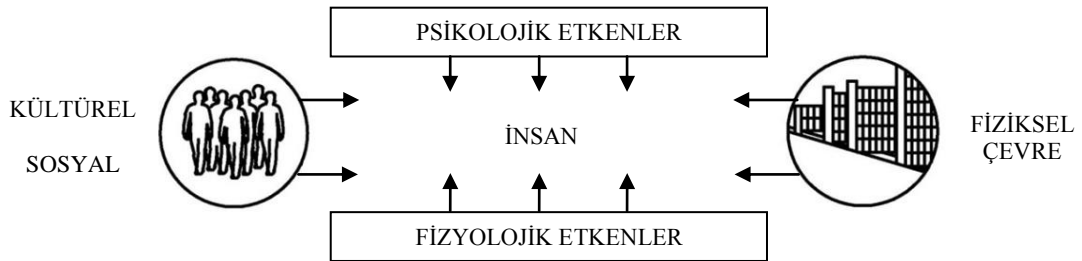 PSİKOLOJİK ETKENLER
KÜLTÜREL
SOSYAL
İNSAN
FİZİKSEL
ÇEVRE
FİZYOLOJİK ETKENLER